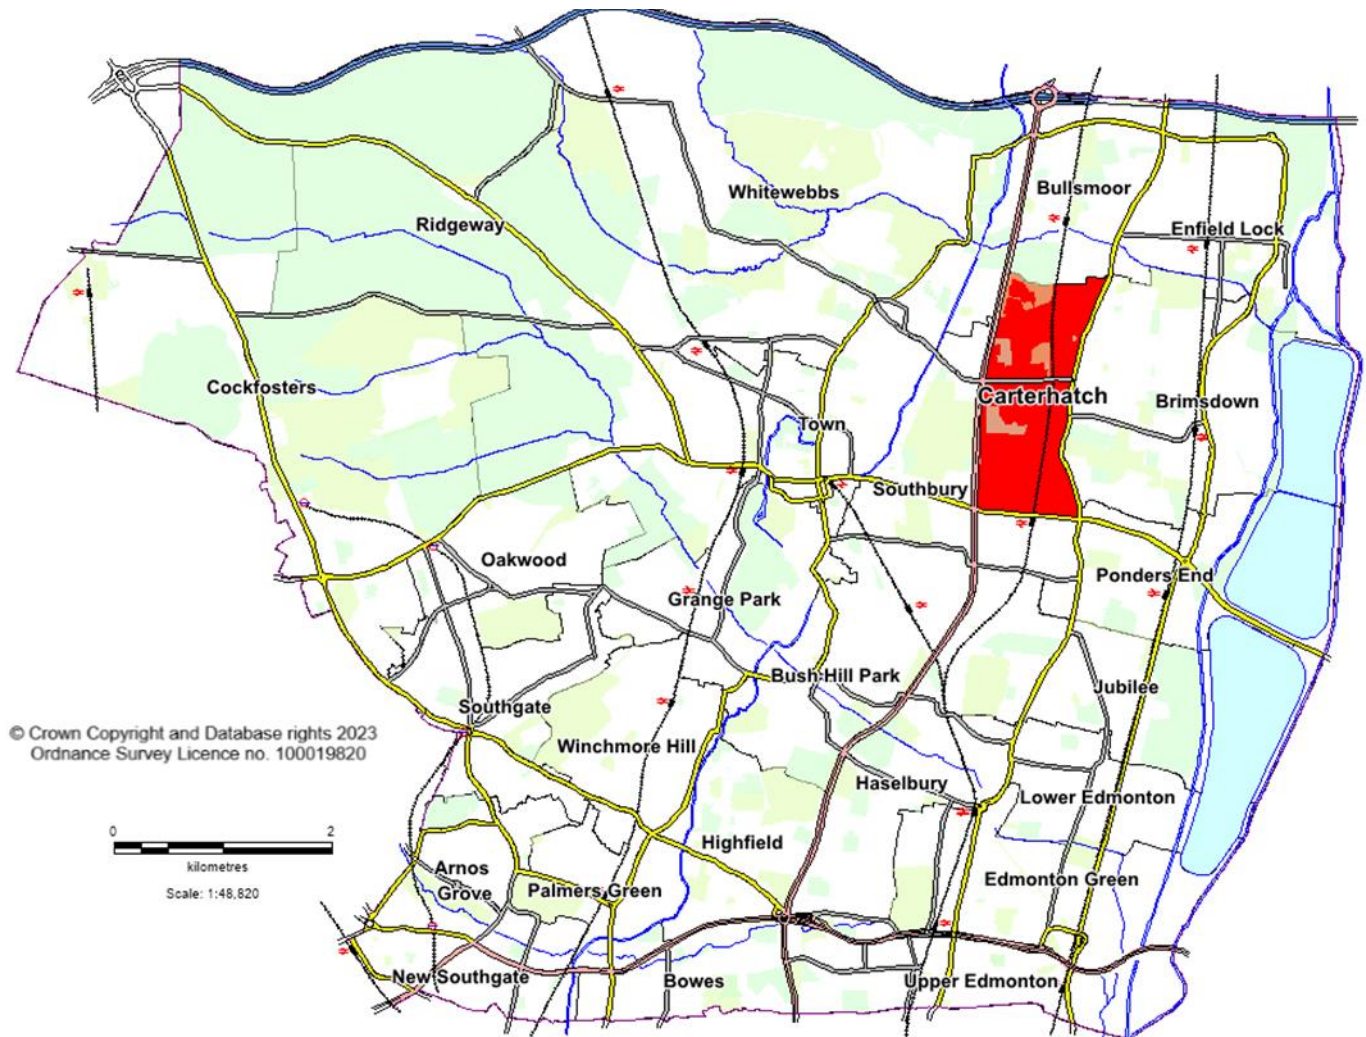 Whitewebbs
Bullsmoor
Ridgeway
Enfield Lock
Cockfosters
Carterhatch
Brimsdown
Town
Southbury
Oakwood
Ponders End
Grange Park
Bush Hill Park
Jubilee
Southgate
© Crown Copyright and Database rights 2023
Ordnance Survey Licence no. 100019820
Winchmore Hill
Haselbury
Lower Edmonton
0 2
kilometres
Scale: 1:48,820
Highfield
Arnos
Grove
Palmers Green
Edmonton Green
New Southgate
Bowes
Upper Edmonton